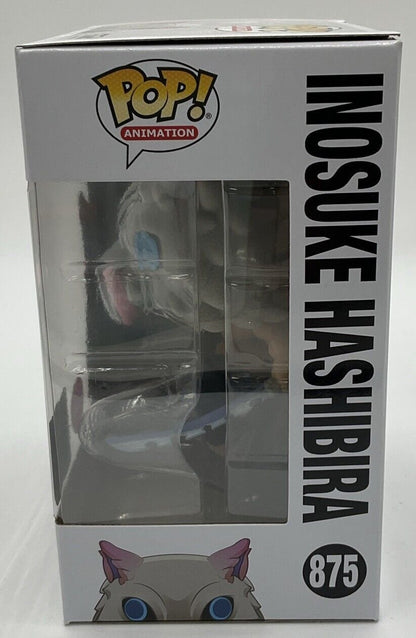 POP!
ANIMATION
INOSUKE HASHIBIRA
875